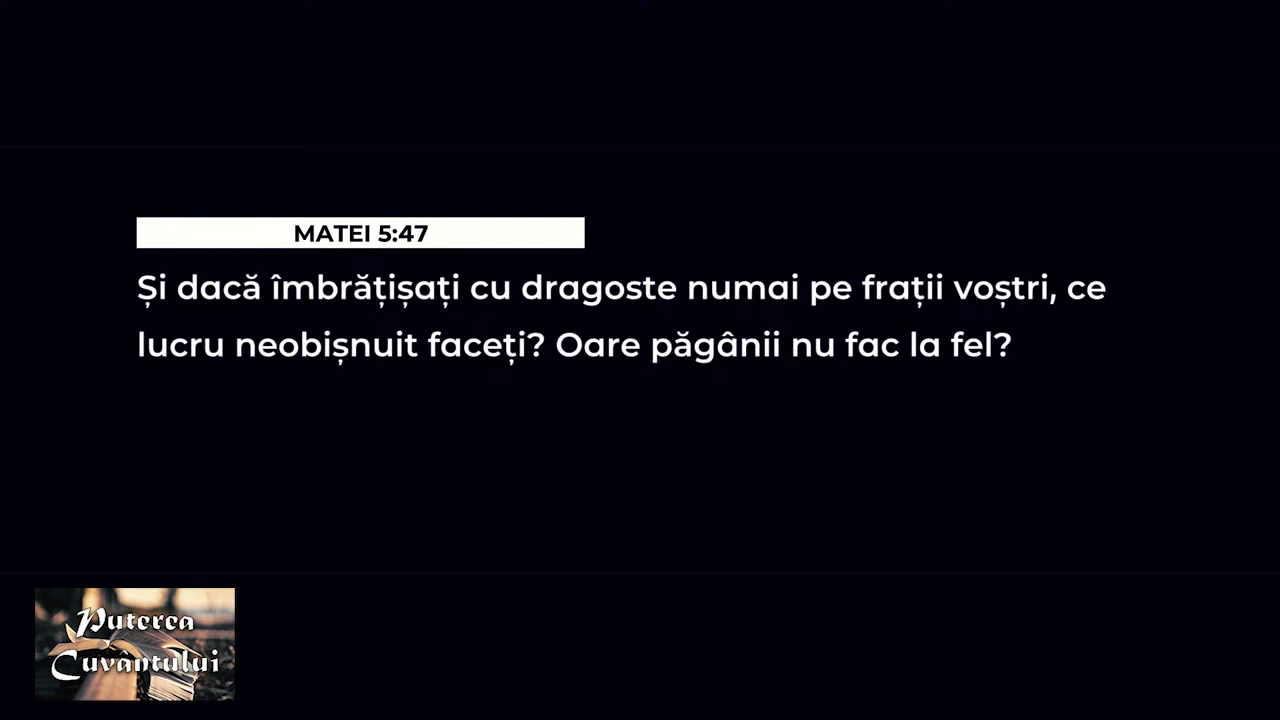 MATEI 5:47
Și dacă îmbrățișați cu dragoste numai pe frații voștri, ce
lucru neobișnuit faceți? Oare păgânii nu fac la fel?
Puterea
Cuvântului